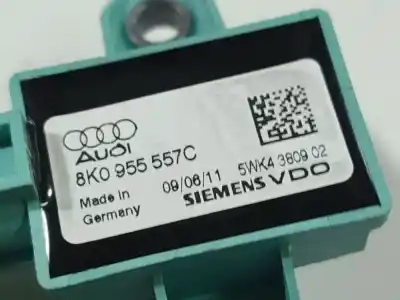 AUDI
8K0 955 557C
Made in
Germany
09/06/11
5WK4 3809 02
SIEMENS VDO